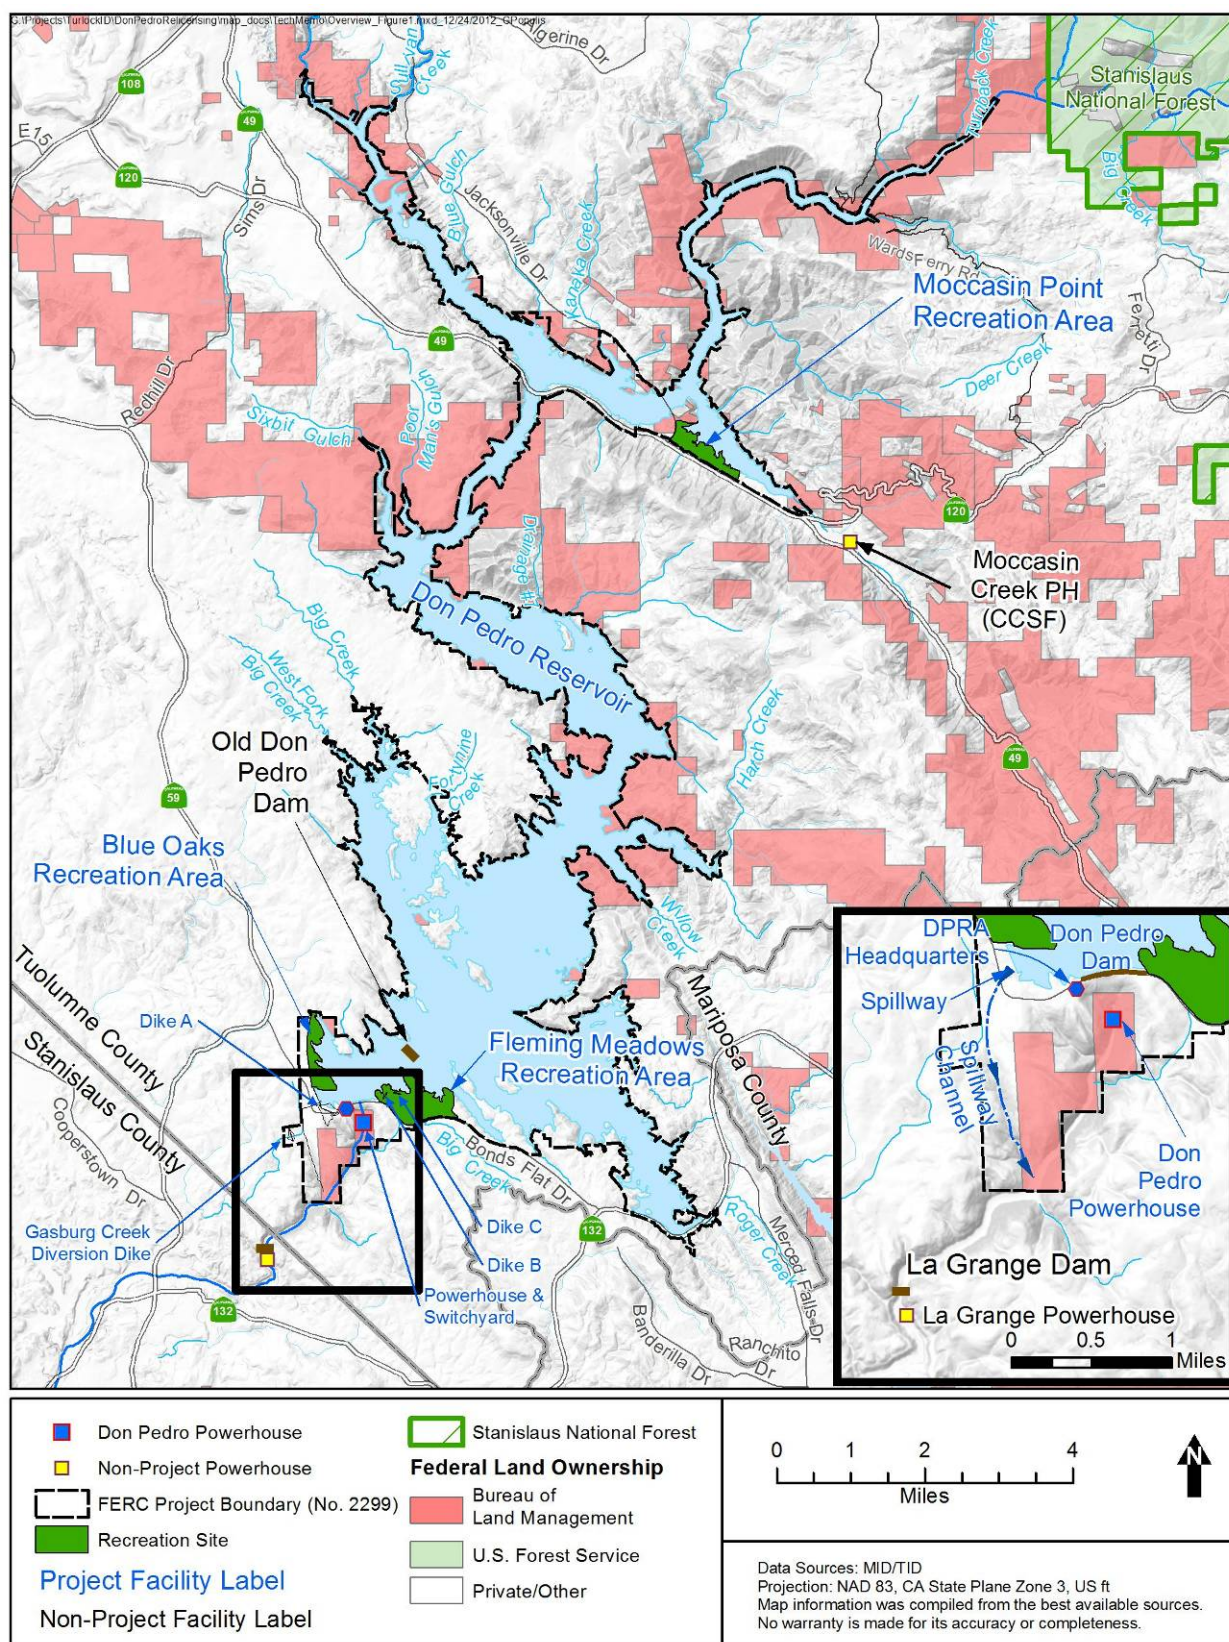 C:\Projects\TurlockID\DonPedroRelicensing\map_docs\TechMemo\Overview_Figure1.mxd_12/24/2012_GPopelis
Algerine Dr
Sullivan
Creek
Turnback Creek
Stanislaus
National Forest
108
49
E15
120
Sims Dr
Blue Gulch
Jacksonville Dr
Kanaka Creek
Big
Creek
Wards Ferry Rd
Moccasin Point
Recreation Area
Ferretti Dr
Deer Creek
49
Redhill Dr
Sixbit Gulch
Poor
Man's Gulch
120
Drainage #1
Moccasin
Creek PH
(CCSF)
Don Pedro Reservoir
Big Creek
West Fork
Big Creek
Hatch Creek
Old Don
Pedro
Dam
Fortynine
Creek
49
59
Blue Oaks
Recreation Area
Willow
Creek
Tuolumne County
Stanislaus County
Mariposa County
Dike A
Fleming Meadows
Recreation Area
Cooperstown Dr
Big Creek
Bonds Flat Dr
Gasburg Creek
Diversion Dike
Dike C
Dike B
Powerhouse &
Switchyard
132
132
Roger Creek
Merced Falls Dr
Ranchito
Dr
Banderilla Dr
DPRA
Headquarters
Don Pedro
Dam
Spillway
Spillway
Channel
Don
Pedro
Powerhouse
La Grange Dam
La Grange Powerhouse
0 0.5 1
Miles
Don Pedro Powerhouse
Non-Project Powerhouse
FERC Project Boundary (No. 2299)
Recreation Site
Project Facility Label
Non-Project Facility Label
Stanislaus National Forest
Federal Land Ownership
Bureau of
Land Management
U.S. Forest Service
Private/Other
0 1 2 4
Miles
N
Data Sources: MID/TID
Projection: NAD 83, CA State Plane Zone 3, US ft
Map information was compiled from the best available sources.
No warranty is made for its accuracy or completeness.